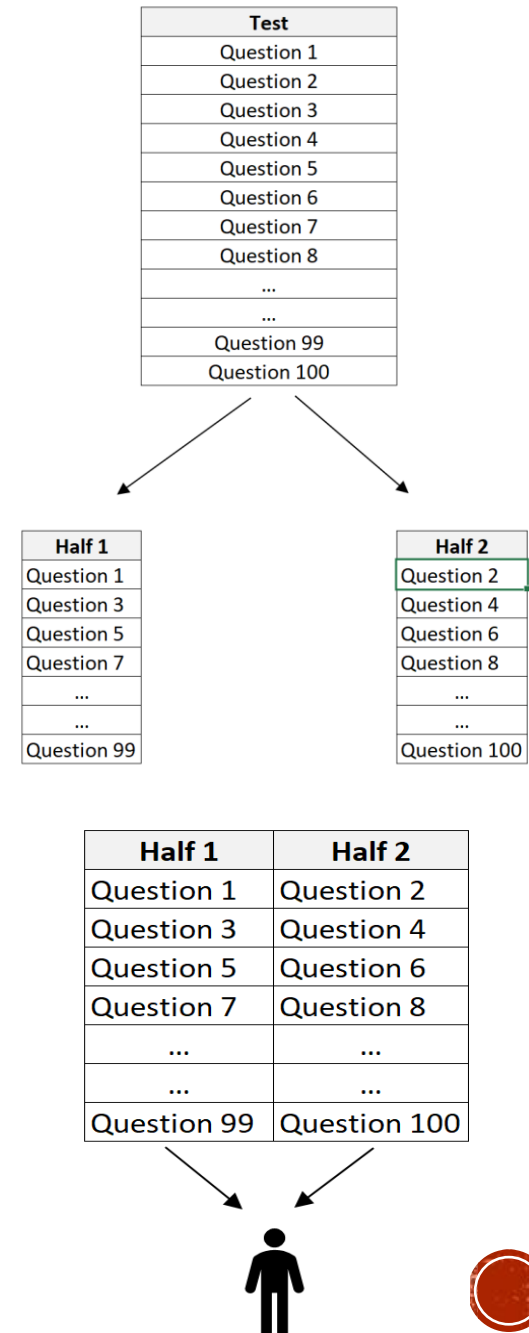 Test
Question 1
Question 2
Question 3
Question 4
Question 5
Question 6
Question 7
Question 8
...
...
Question 99
Question 100
Half 1
Question 1
Question 3
Question 5
Question 7
...
...
Question 99
Half 2
Question 2
Question 4
Question 6
Question 8
...
...
Question 100
Half 1 Half 2
Question 1 Question 2
Question 3 Question 4
Question 5 Question 6
Question 7 Question 8
... ...
... ...
Question 99 Question 100